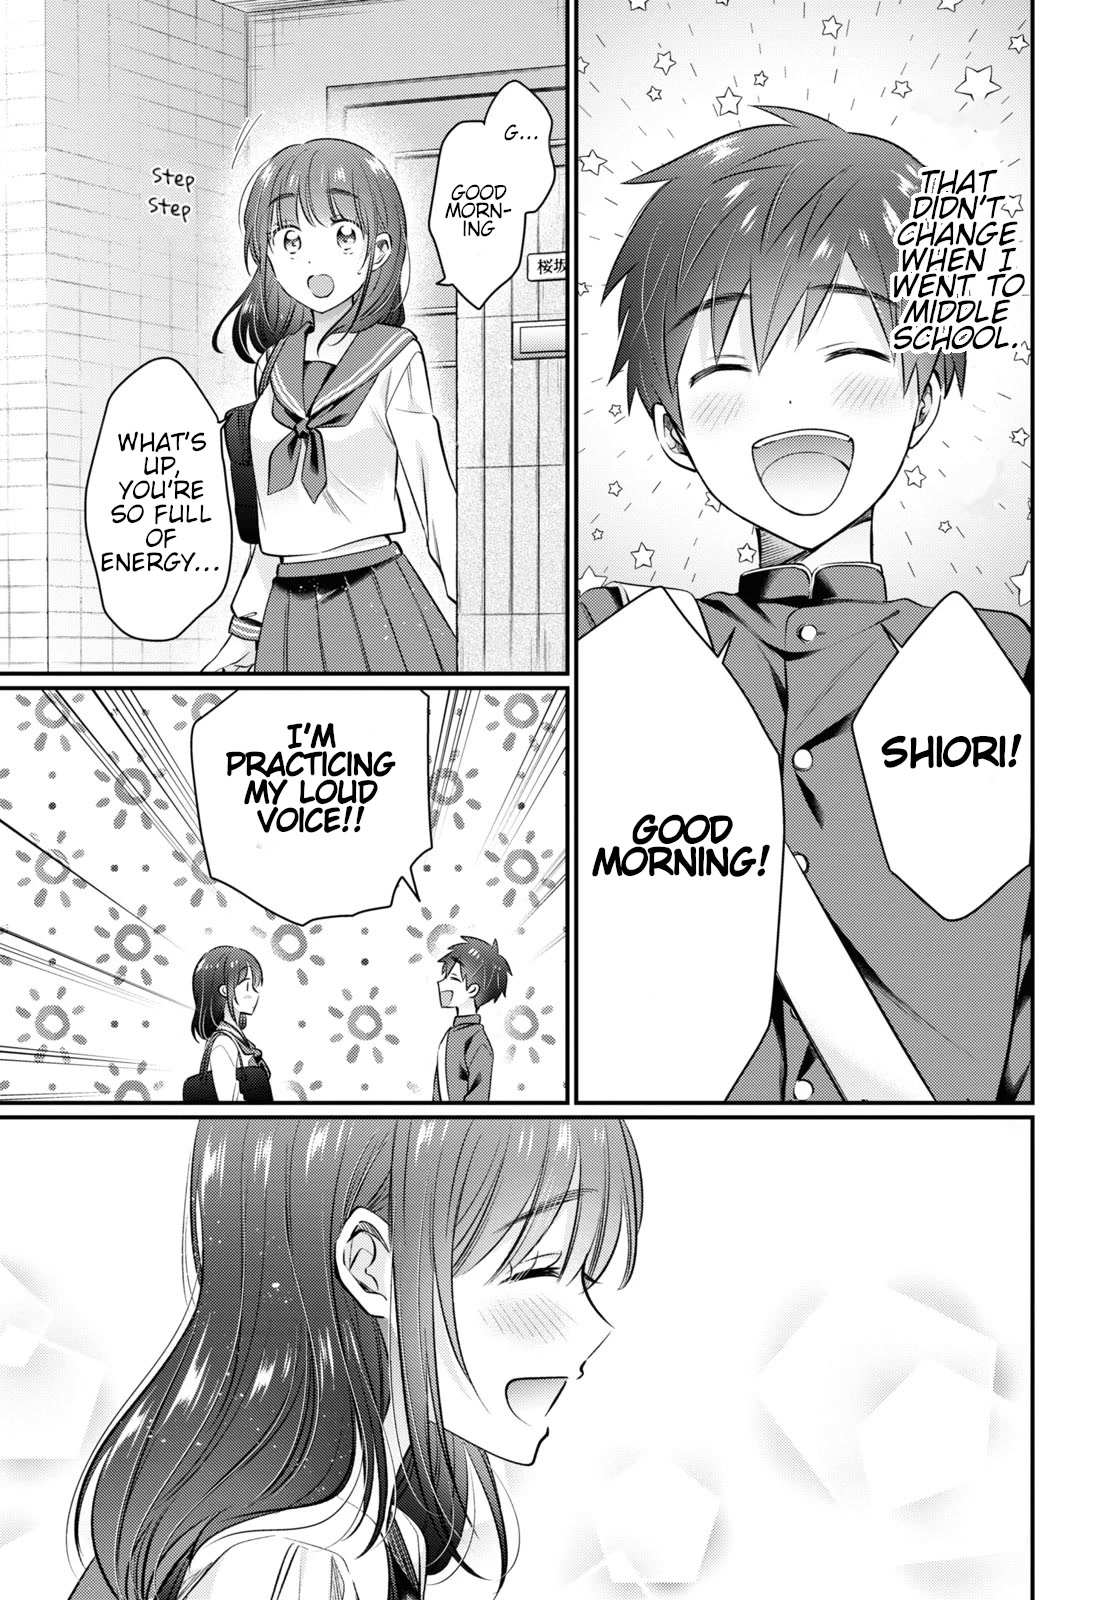 THAT
DIDN'T
CHANGE
WHEN I
WENT TO
MIDDLE
SCHOOL.
SHIORI!
GOOD
MORNING!
G...
GOOD
MORN-
ING
桜坂
Step
Step
WHAT'S
UP,
YOU'RE
SO FULL
OF
ENERGY...
I'M
PRACTICING
MY LOUD
VOICE!!